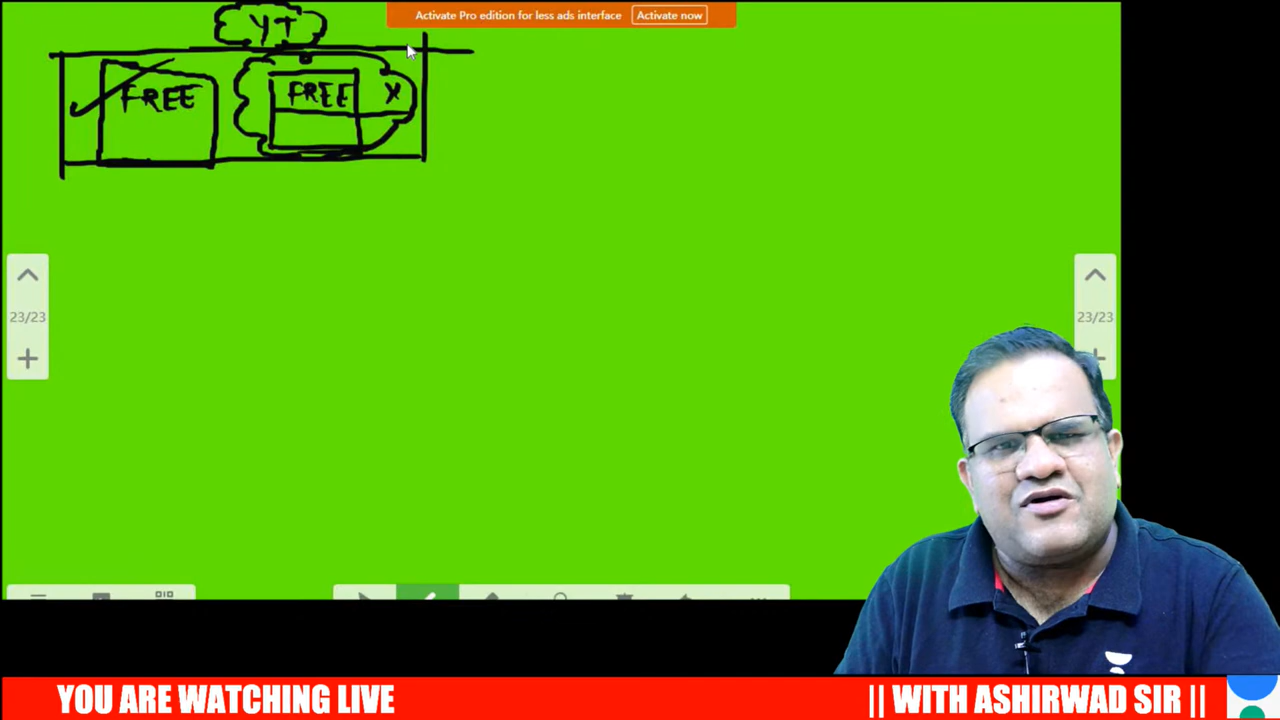 Activate Pro edition for less ads interface Activate now
YT
FREE FREE X
23/23 23/23
YOU ARE WATCHING LIVE || WITH ASHIRWAD SIR ||